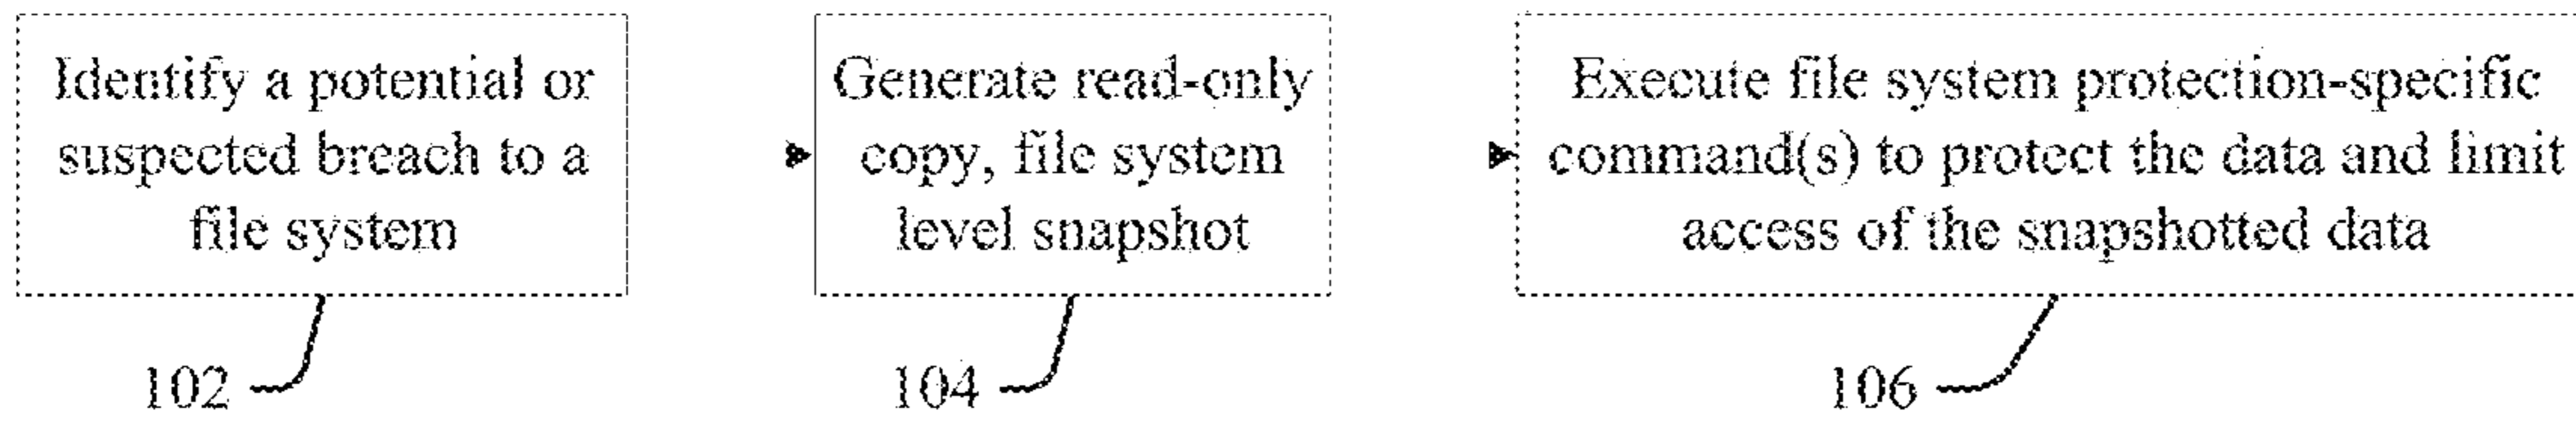 Identify a potential or
suspected breach to a
file system
Generate read-only
copy, file system
level snapshot
Execute file system protection-specific
command(s) to protect the data and limit
access of the snapshotted data
102
104
106